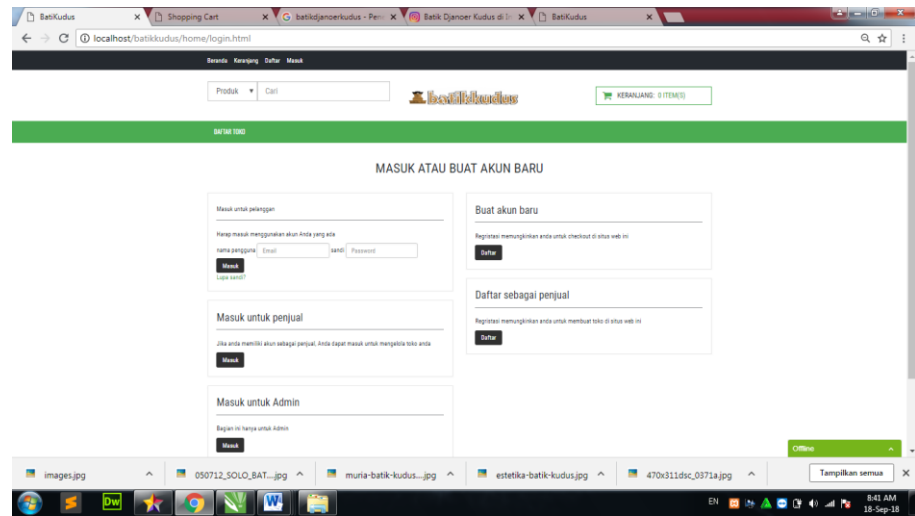 BatiKudus
Shopping Cart
batikdjanoerkudus - Pen
Batik Djanoer Kudus di
BatiKudus
localhost/batikkudus/home/login.html
Beranda Keranjang Daftar Masuk
Produk Cari
batikkudus
KERANJANG: 0 ITEM(S)
DAFTAR TOKO
MASUK ATAU BUAT AKUN BARU
Masuk untuk pelanggan
Harap masuk menggunakan akun Anda yang ada
nama pangguna Email sandi Password
Masuk
Lupa sandi?
Buat akun baru
Regristasi memungkinkan anda untuk checkout di situs web ini
Daftar
Masuk untuk penjual
Jika anda memiliki akun sebagai penjual, Anda dapat masuk untuk mengelola toko anda
Masuk
Daftar sebagai penjual
Regristasi memungkinkan anda untuk membuat toko di situs web ini
Daftar
Masuk untuk Admin
Bagian ini hanya untuk Admin
Masuk
Offline
images.jpg
050712_SOLO_BAT....jpg
muria-batik-kudus....jpg
estetika-batik-kudus.jpg
470x311dsc_0371a.jpg
Tampilkan semua
Dw
W
EN
8:41 AM
18-Sep-18